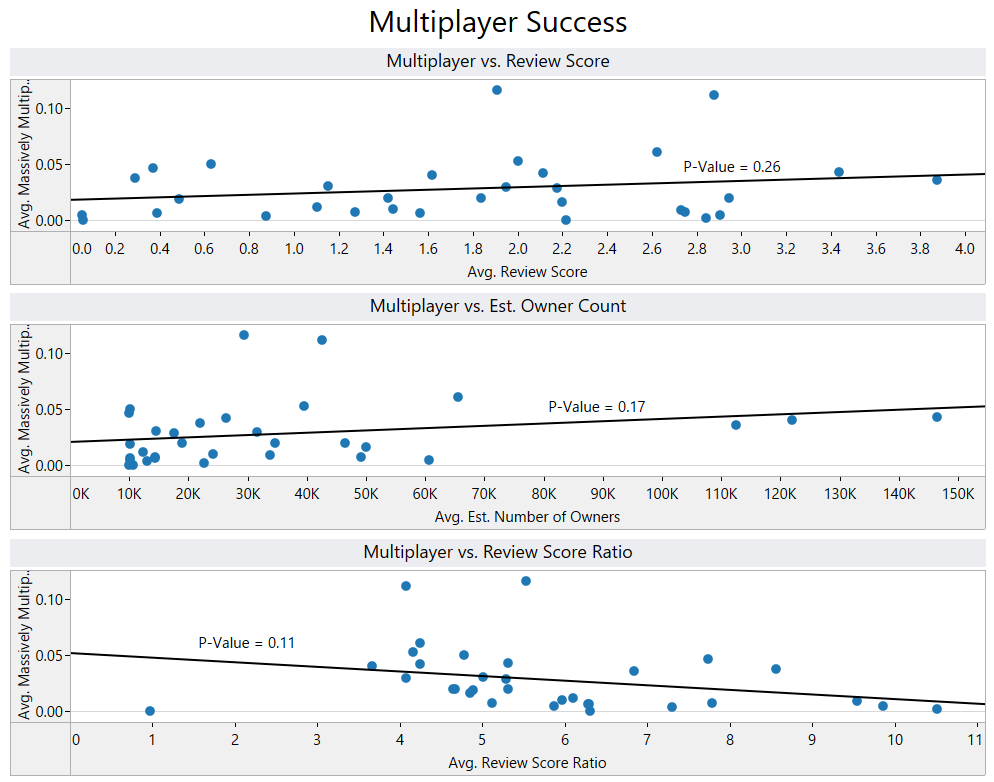 Multiplayer Success
Multiplayer vs. Review Score
Avg. Massively Multip..
0.10
0.05
0.00
P-Value = 0.26
0.0 0.2 0.4 0.6 0.8 1.0 1.2 1.4 1.6 1.8 2.0 2.2 2.4 2.6 2.8 3.0 3.2 3.4 3.6 3.8 4.0
Avg. Review Score
Multiplayer vs. Est. Owner Count
Avg. Massively Multip..
0.10
0.05
0.00
P-Value = 0.17
0K 10K 20K 30K 40K 50K 60K 70K 80K 90K 100K 110K 120K 130K 140K 150K
Avg. Est. Number of Owners
Multiplayer vs. Review Score Ratio
Avg. Massively Multip..
0.10
0.05
0.00
P-Value = 0.11
0 1 2 3 4 5 6 7 8 9 10 11
Avg. Review Score Ratio